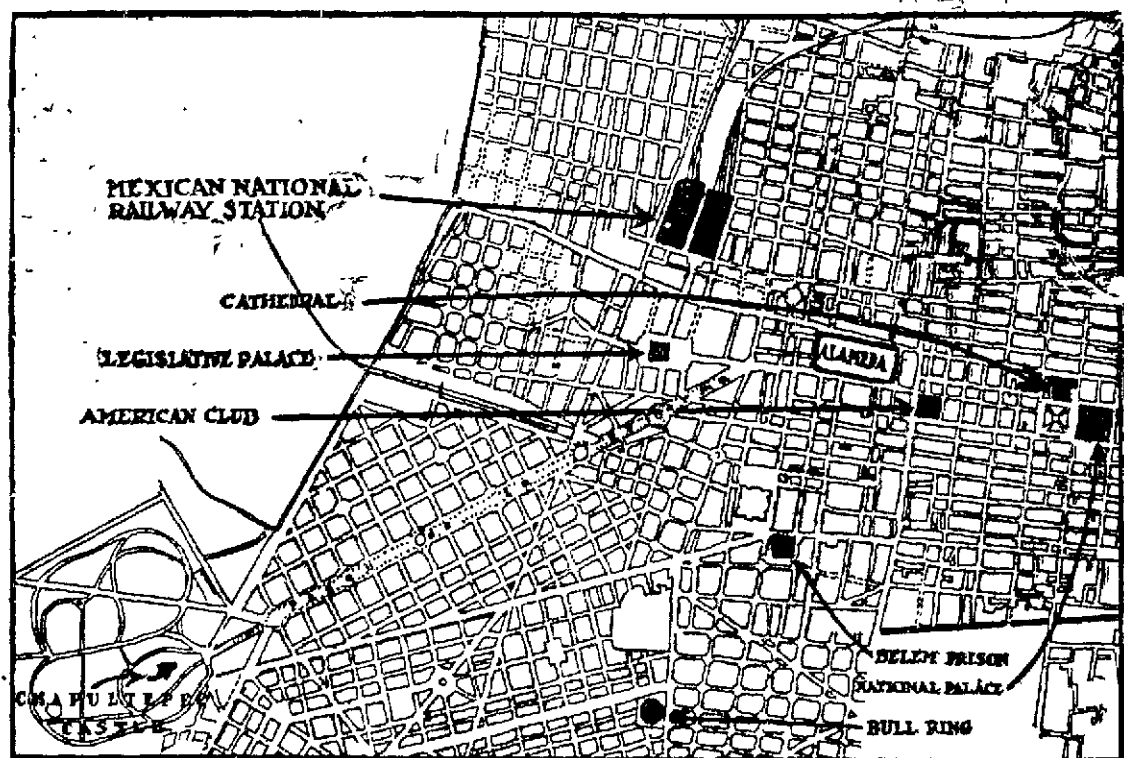 MEXICAN NATIONAL
RAILWAY STATION
CATHEDRAL
LEGISLATIVE PALACE
ALAMEDA
AMERICAN CLUB
BELEM PRISON
NATIONAL PALACE
CHAPULTEPEC
CASTLE
BULL RING